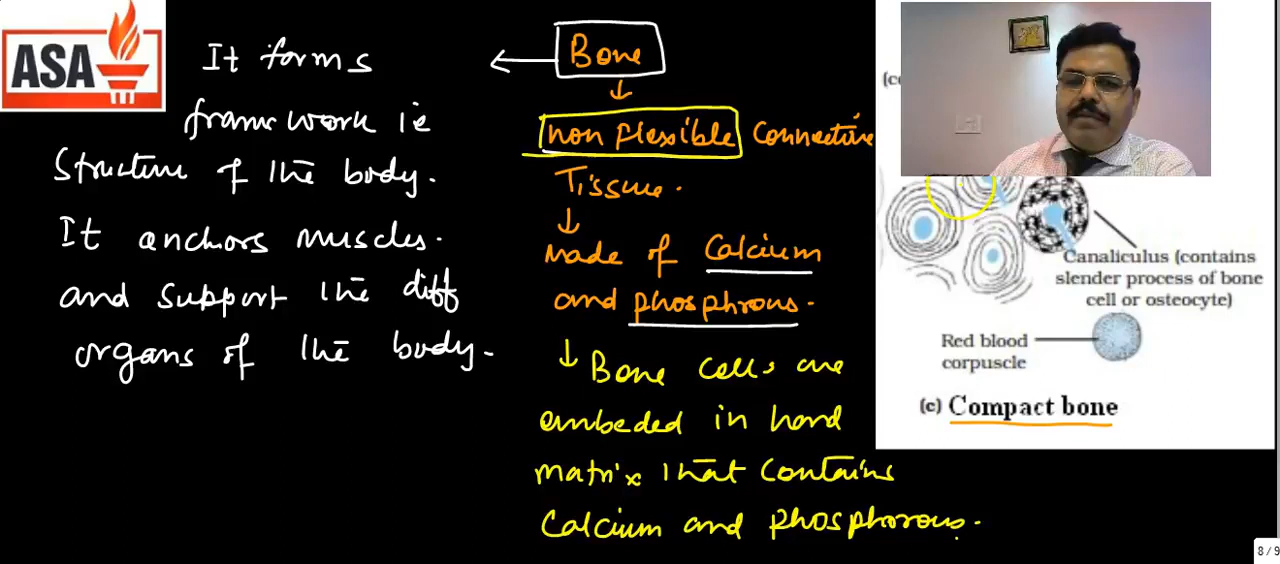 ASA
It forms
framework ie
Structure of the body.
It anchors muscles.
and support the diff
organs of the body.
Bone
non flexible Connective
Tissue.
Made of Calcium
and phosphrous.
Bone cells are
embeded in hard
matrix that contains
Calcium and phosphorous.
(c
Canaliculus (contains
slender process of bone
cell or osteocyte)
Red blood
corpuscle
(c) Compact bone
8 / 9